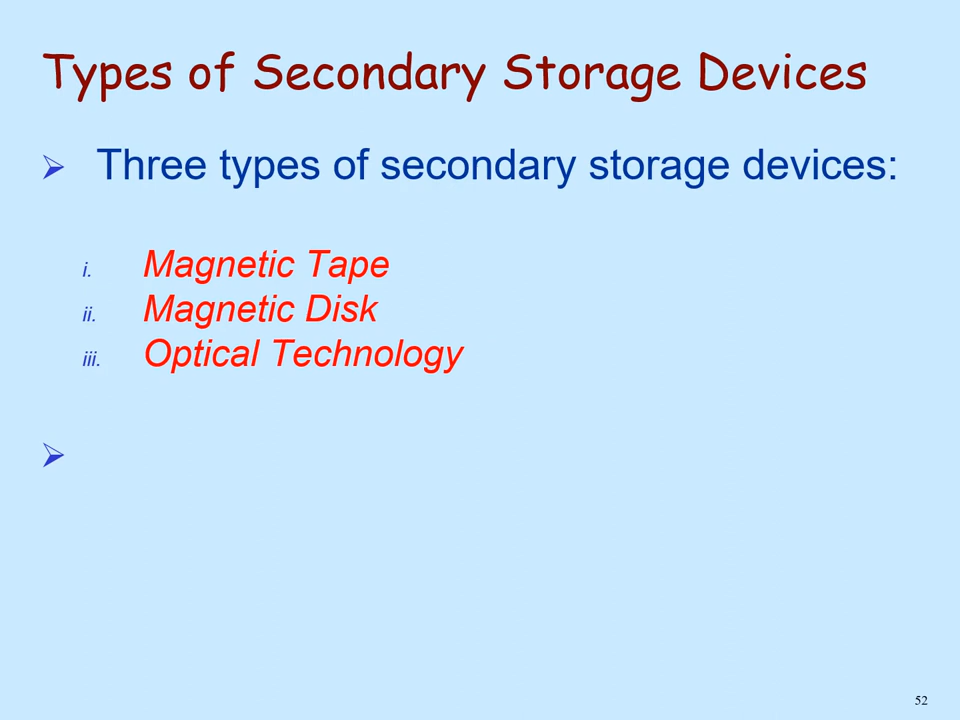 Types of Secondary Storage Devices
➢ Three types of secondary storage devices:
i. Magnetic Tape
ii. Magnetic Disk
iii. Optical Technology
➢
52